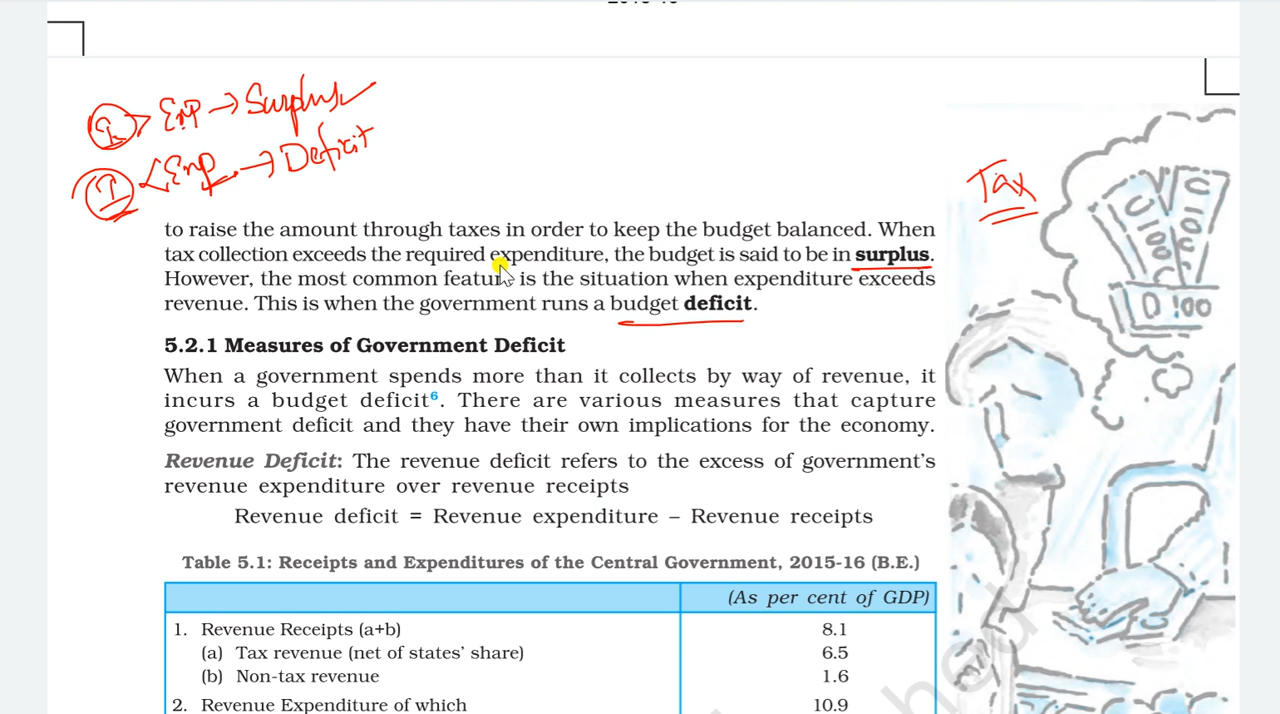 > Exp → Surplus
< Exp → Deficit
Tax
to raise the amount through taxes in order to keep the budget balanced. When
tax collection exceeds the required expenditure, the budget is said to be in surplus.
However, the most common feature is the situation when expenditure exceeds
revenue. This is when the government runs a budget deficit.
5.2.1 Measures of Government Deficit
When a government spends more than it collects by way of revenue, it
incurs a budget deficit⁶. There are various measures that capture
government deficit and they have their own implications for the economy.
Revenue Deficit: The revenue deficit refers to the excess of government's
revenue expenditure over revenue receipts
Revenue deficit = Revenue expenditure – Revenue receipts
Table 5.1: Receipts and Expenditures of the Central Government, 2015-16 (B.E.)
(As per cent of GDP)
1. Revenue Receipts (a+b) 8.1
(a) Tax revenue (net of states' share) 6.5
(b) Non-tax revenue 1.6
2. Revenue Expenditure of which 10.9